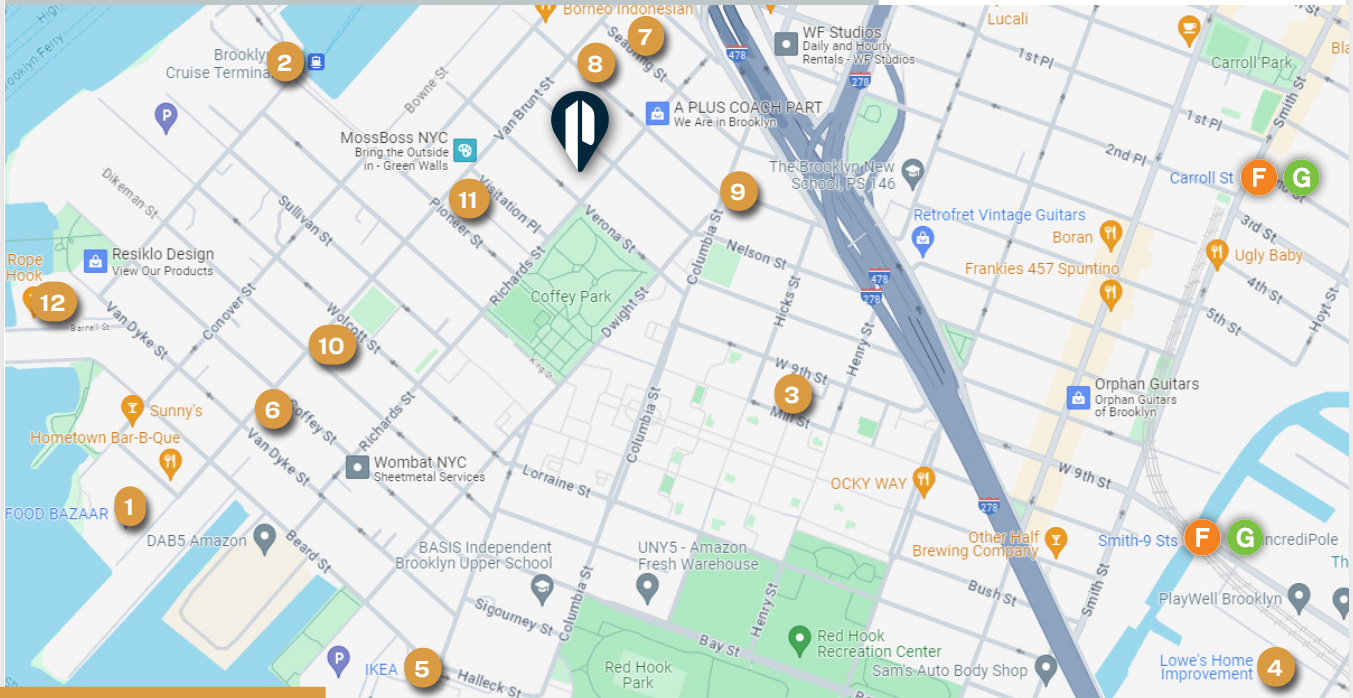 Borneo Indonesian
7
Seabring St
8
478
WF Studios
Daily and Hourly
Rentals - WF Studios
278
Lucali
1st Pl
Carroll Park
Smith St
1st Pl
2nd Pl
Brooklyn
Cruise Terminal
2
P
Bowne St
Van Brunt St
A PLUS COACH PART
We Are in Brooklyn
MossBoss NYC
Bring the Outside
in - Green Walls
The Brooklyn New
School, PS 146
Carroll St
F
G
3rd St
4th St
5th St
Hoyt St
Dikeman St
Sullivan St
11
Visitation Pl
Pioneer St
Richards St
Verona St
9
Columbia St
Nelson St
Retrofret Vintage Guitars
Boran
Ugly Baby
Frankies 457 Spuntino
Resiklo Design
View Our Products
Rope
Hook
12
Barnell St
Van Dyke St
Conover St
Wolcott St
10
Coffey Park
Dwight St
King St
Hicks St
478
278
Henry St
W 9th St
3
Mill St
Orphan Guitars
Orphan Guitars
of Brooklyn
Sunny's
6
Coffey St
Richards St
Hometown Bar-B-Que
Van Dyke St
Wombat NYC
Sheetmetal Services
Columbia St
Lorraine St
OCKY WAY
278
W 9th St
FOOD BAZAAR
1
DAB5 Amazon
Beard St
BASIS Independent
Brooklyn Upper School
UNY5 - Amazon
Fresh Warehouse
Other Half
Brewing Company
Smith-9 Sts
F
G
IncrediPole
Th
Sigourney St
Columbia St
Henry St
Bush St
Smith St
PlayWell Brooklyn
Bay St
Red Hook
Recreation Center
P
IKEA
5
Halleck St
Red Hook
Park
Sam's Auto Body Shop
Lowe's Home
Improvement
4